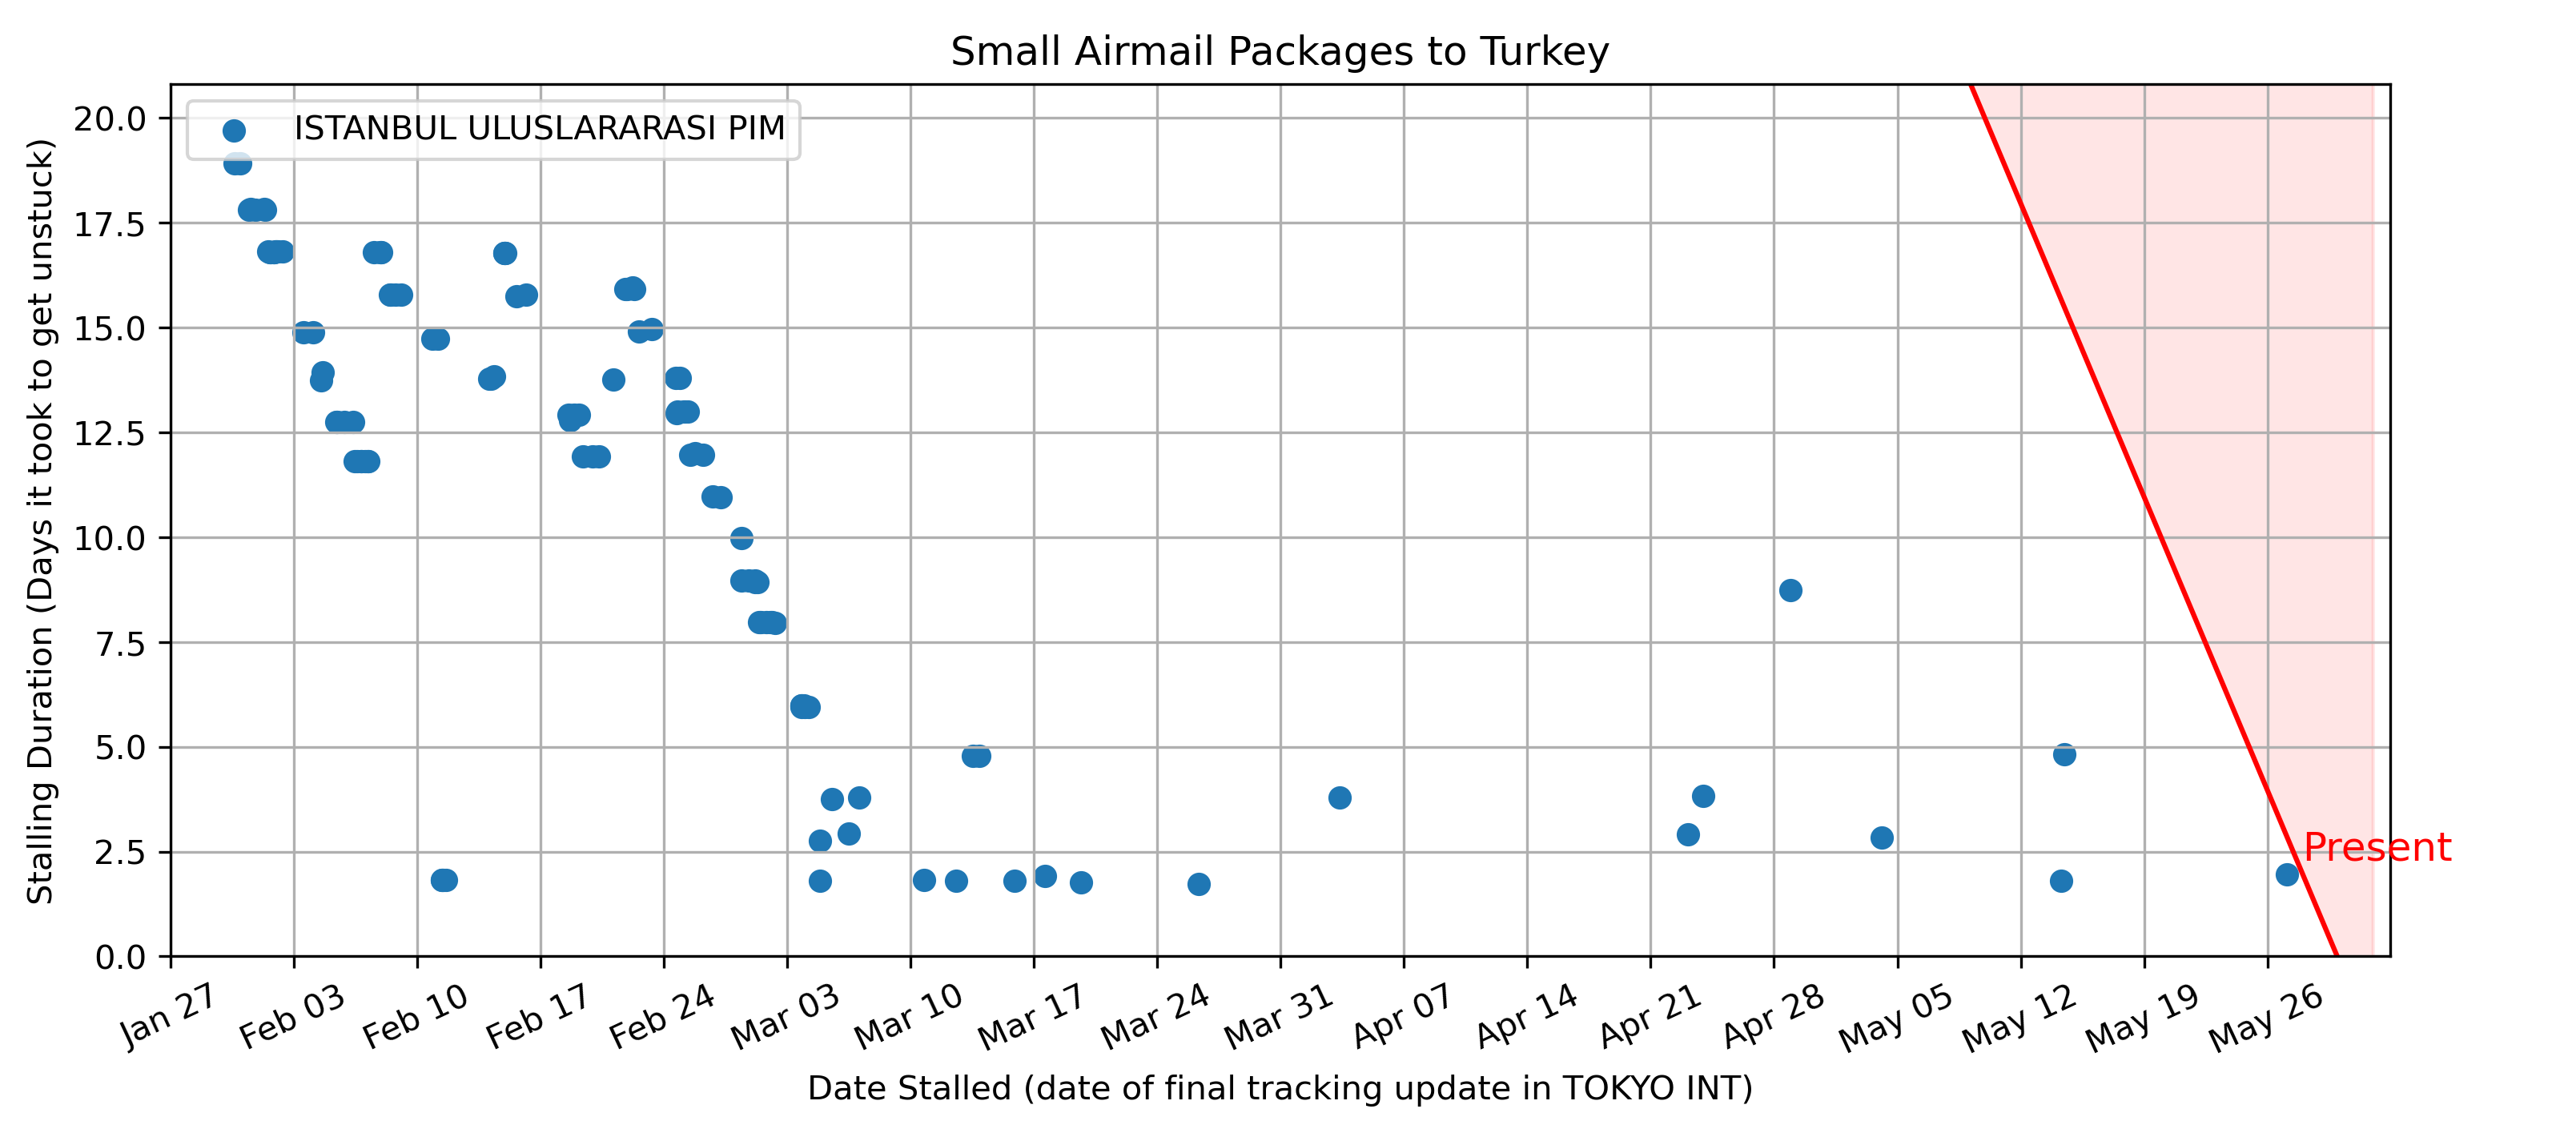 Small Airmail Packages to Turkey
ISTANBUL ULUSLARARASI PIM
Stalling Duration (Days it took to get unstuck)
20.0
17.5
15.0
12.5
10.0
7.5
5.0
2.5
0.0
Present
Jan 27 Feb 03 Feb 10 Feb 17 Feb 24 Mar 03 Mar 10 Mar 17 Mar 24 Mar 31 Apr 07 Apr 14 Apr 21 Apr 28 May 05 May 12 May 19 May 26
Date Stalled (date of final tracking update in TOKYO INT)